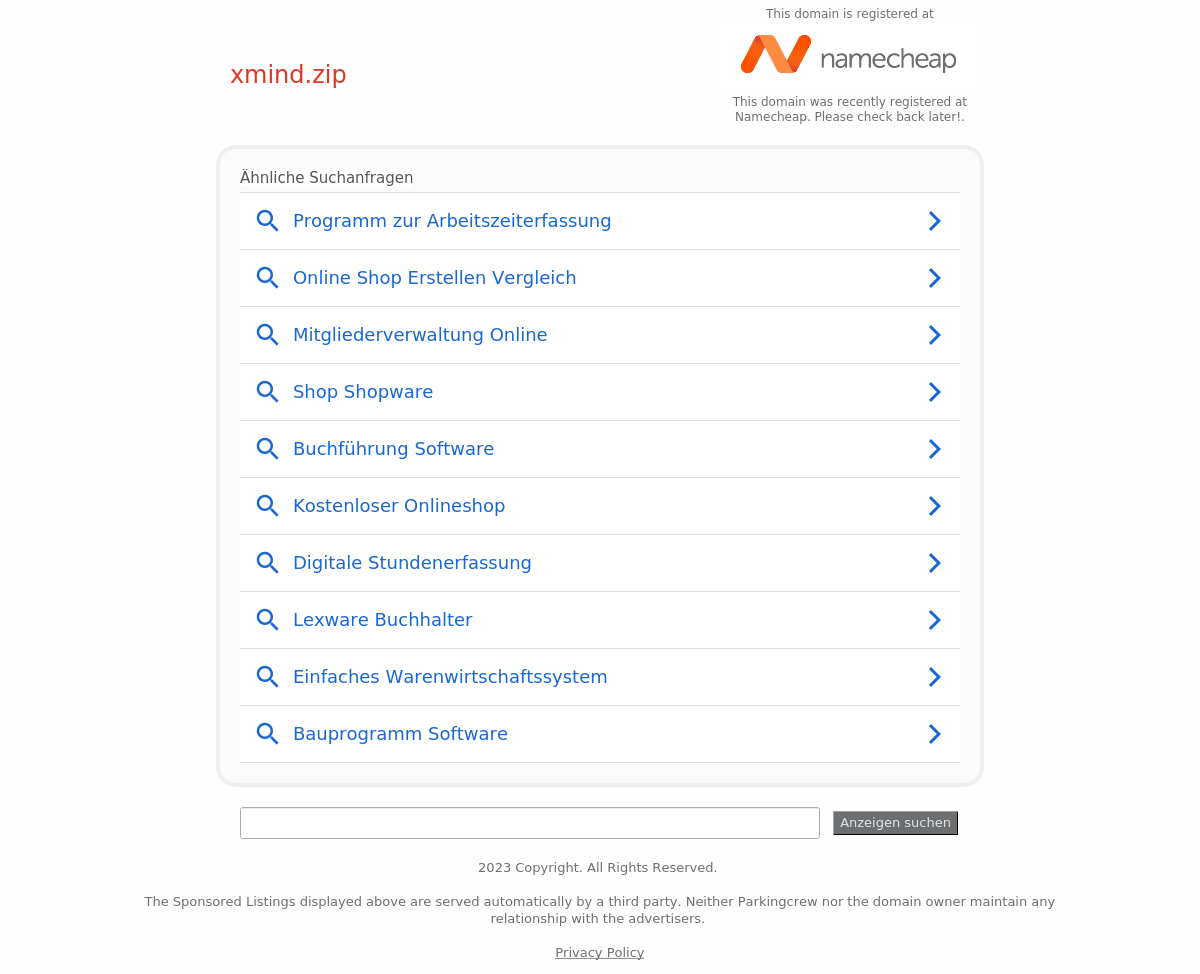 This domain is registered at
namecheap
xmind.zip
This domain was recently registered at
Namecheap. Please check back later!.
Ähnliche Suchanfragen
Programm zur Arbeitszeiterfassung
Online Shop Erstellen Vergleich
Mitgliederverwaltung Online
Shop Shopware
Buchführung Software
Kostenloser Onlineshop
Digitale Stundenerfassung
Lexware Buchhalter
Einfaches Warenwirtschaftssystem
Bauprogramm Software
Anzeigen suchen
2023 Copyright. All Rights Reserved.
The Sponsored Listings displayed above are served automatically by a third party. Neither Parkingcrew nor the domain owner maintain any
relationship with the advertisers.
Privacy Policy